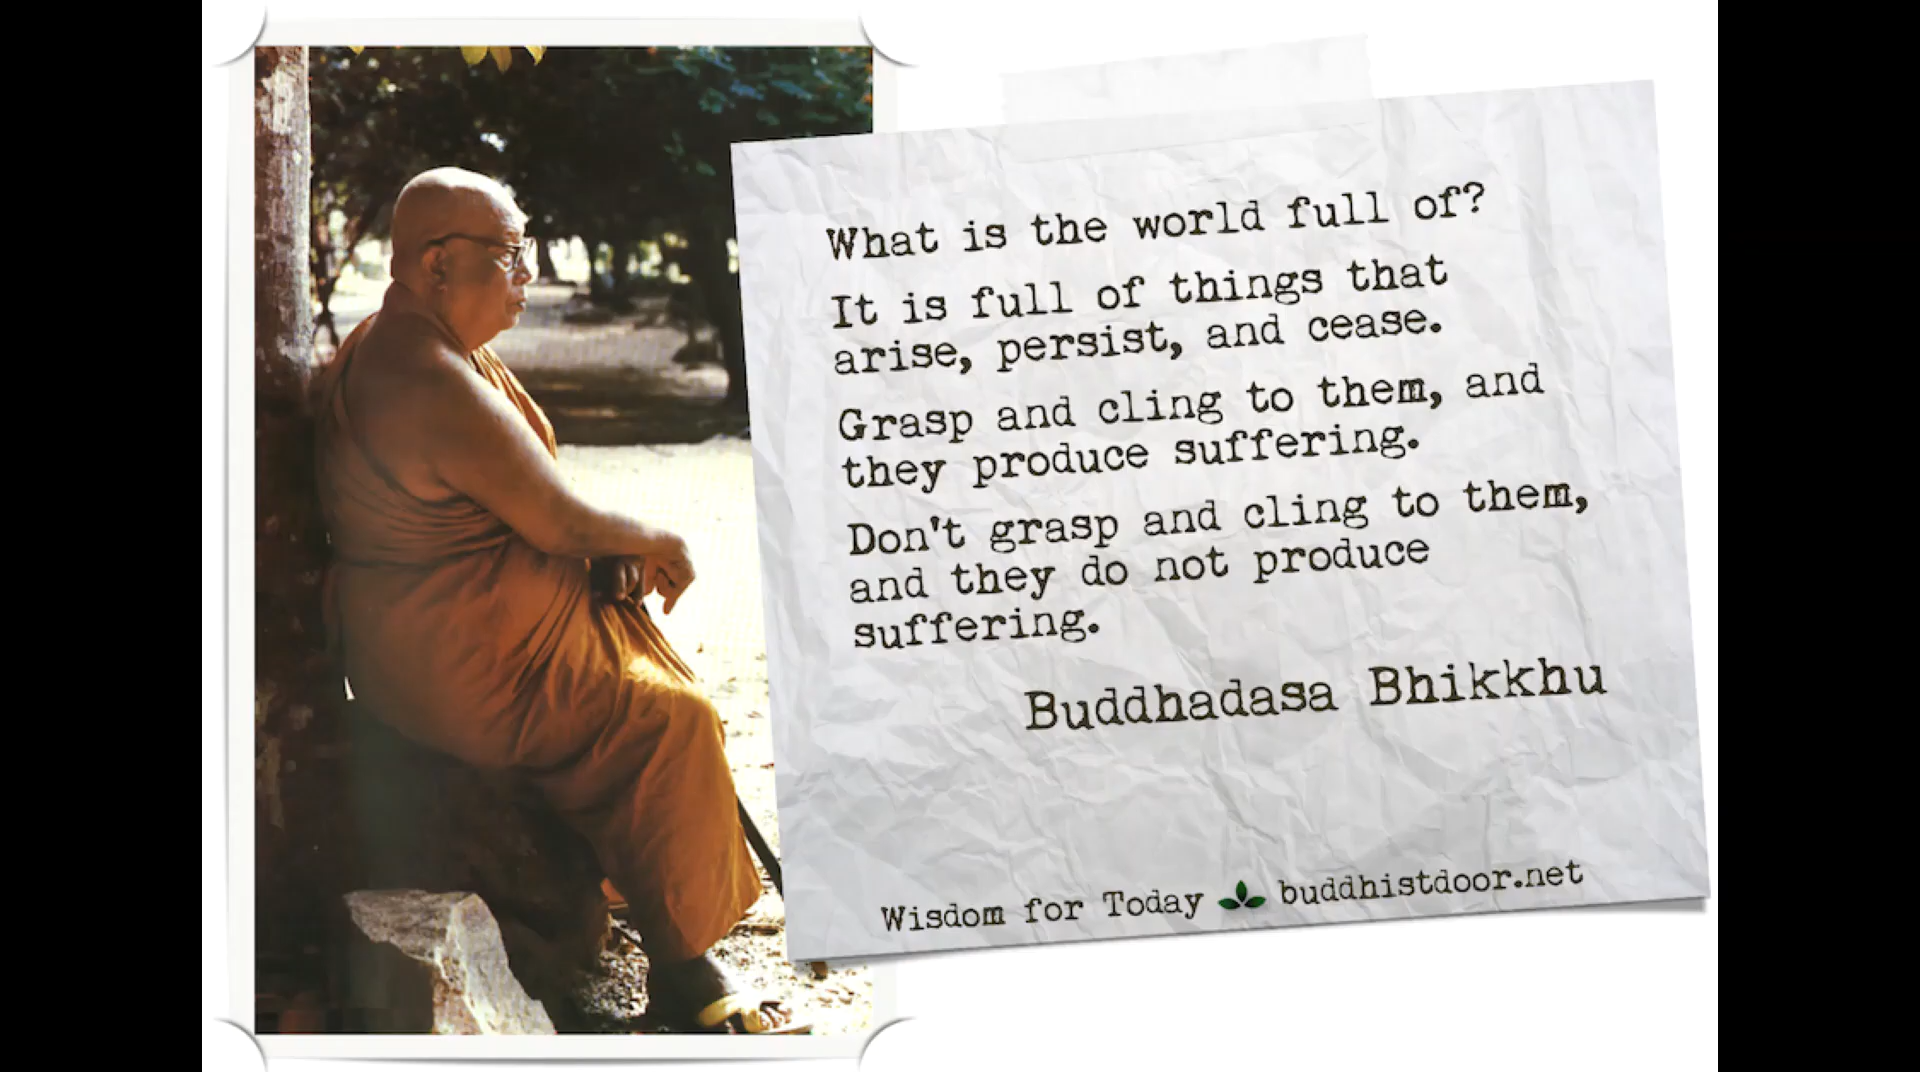 What is the world full of?
It is full of things that
arise, persist, and cease.
Grasp and cling to them, and
they produce suffering.
Don't grasp and cling to them,
and they do not produce
suffering.
Buddhadasa Bhikkhu
Wisdom for Today buddhistdoor.net